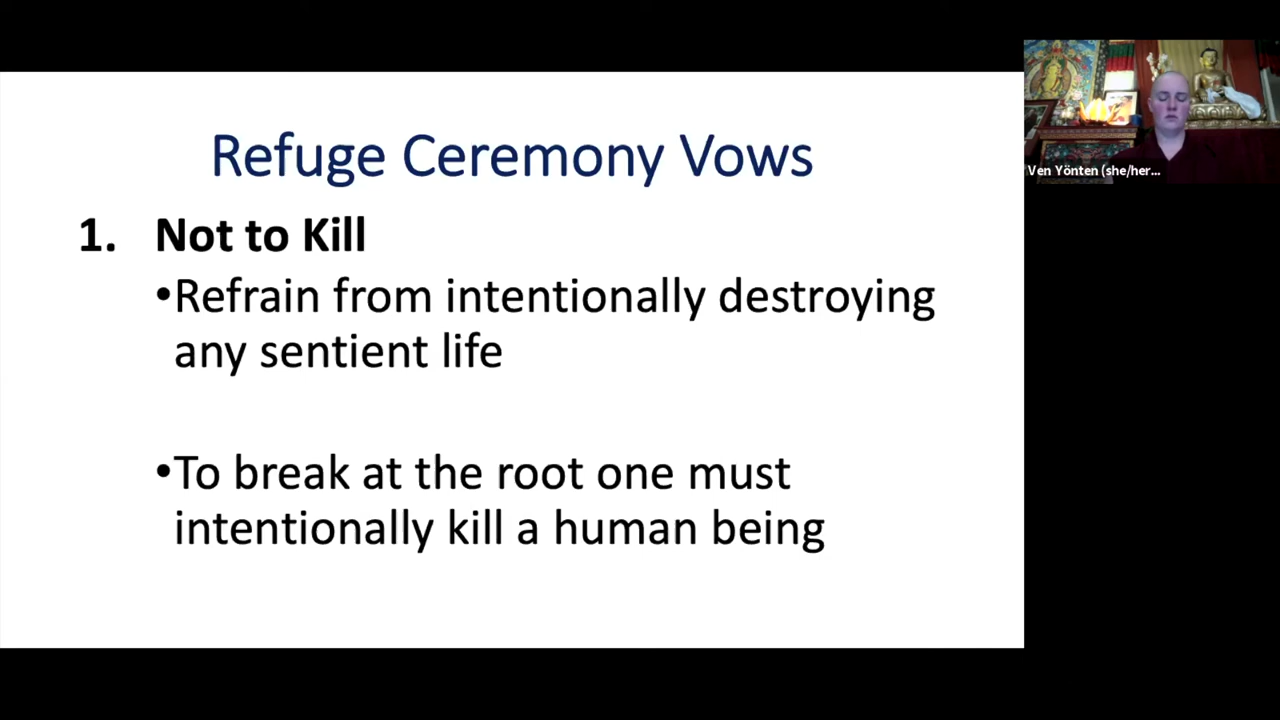 Refuge Ceremony Vows
1. Not to Kill
•Refrain from intentionally destroying
any sentient life
•To break at the root one must
intentionally kill a human being
Ven Yönten (she/her...